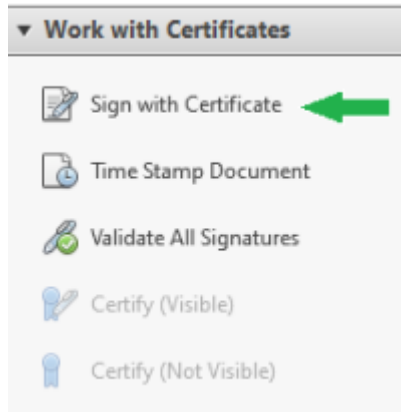 Work with Certificates
Sign with Certificate
Time Stamp Document
Validate All Signatures
Certify (Visible)
Certify (Not Visible)